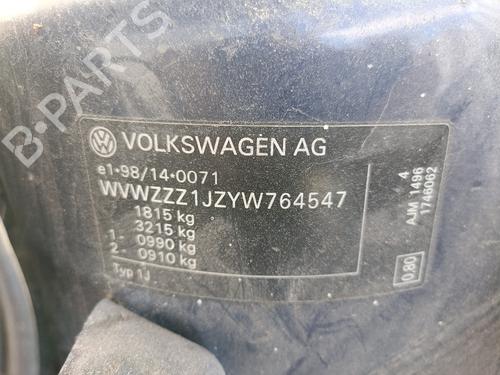 B-PARTS
VOLKSWAGEN AG
e1*98/14*0071
WVWZZZ1JZYW764547
1815 kg
3215 kg
1- 0990 kg
2- 0910 kg
Typ 1J
4
AJM 1496
1746062
0.80